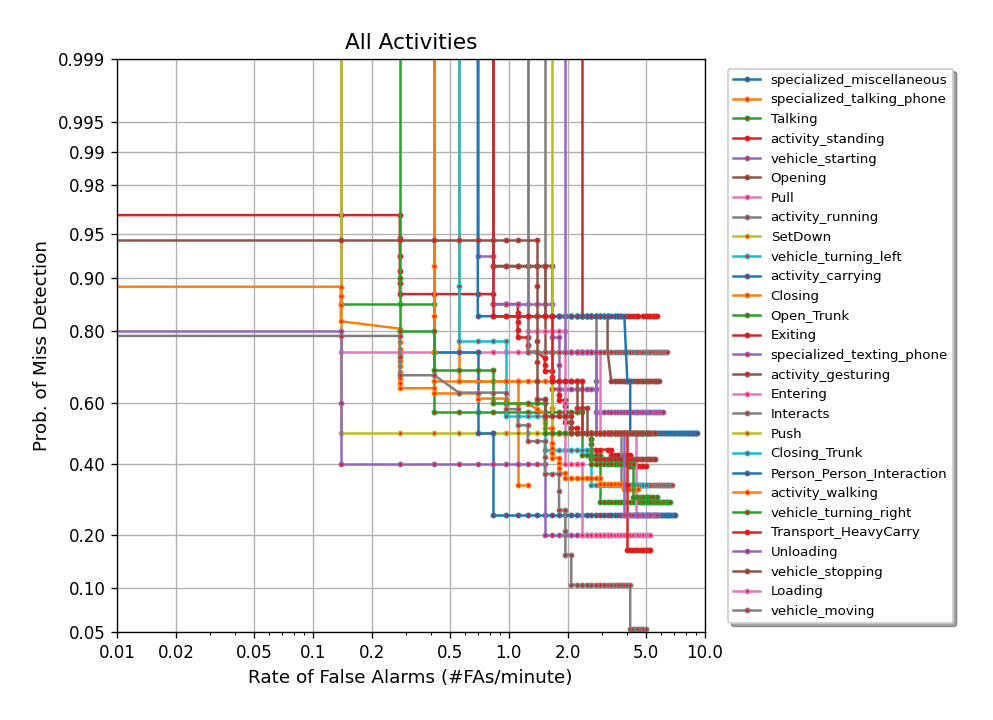 All Activities
Prob. of Miss Detection
0.999
0.995
0.99
0.98
0.95
0.90
0.80
0.60
0.40
0.20
0.10
0.05
0.01 0.02 0.05 0.1 0.2 0.5 1.0 2.0 5.0 10.0
Rate of False Alarms (#FAs/minute)
specialized_miscellaneous
specialized_talking_phone
Talking
activity_standing
vehicle_starting
Opening
Pull
activity_running
SetDown
vehicle_turning_left
activity_carrying
Closing
Open_Trunk
Exiting
specialized_texting_phone
activity_gesturing
Entering
Interacts
Push
Closing_Trunk
Person_Person_Interaction
activity_walking
vehicle_turning_right
Transport_HeavyCarry
Unloading
vehicle_stopping
Loading
vehicle_moving